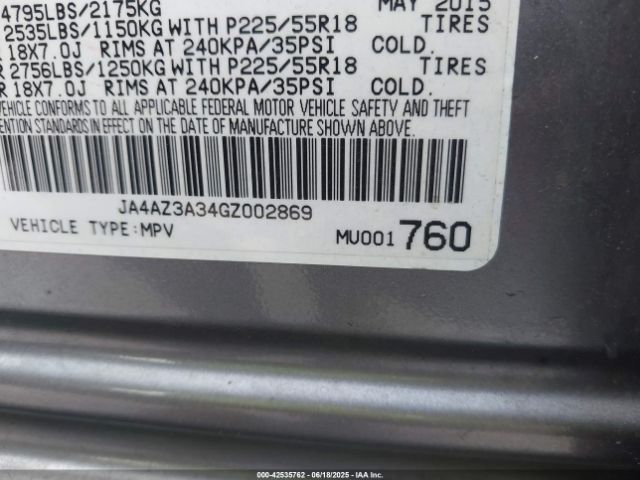 4795LBS/2175KG MAY 2015
2535LBS/1150KG WITH P225/55R18 TIRES
18X7.0J RIMS AT 240KPA/35PSI COLD.
R 2756LBS/1250KG WITH P225/55R18 TIRES
18X7.0J RIMS AT 240KPA/35PSI COLD.
VEHICLE CONFORMS TO ALL APPLICABLE FEDERAL MOTOR VEHICLE SAFETY AND THEFT
ENTION STANDARDS IN EFFECT ON THE DATE OF MANUFACTURE SHOWN ABOVE.
JA4AZ3A34GZ002869
VEHICLE TYPE:MPV MU001 760
000-42535762 - 06/18/2025 - IAA Inc.